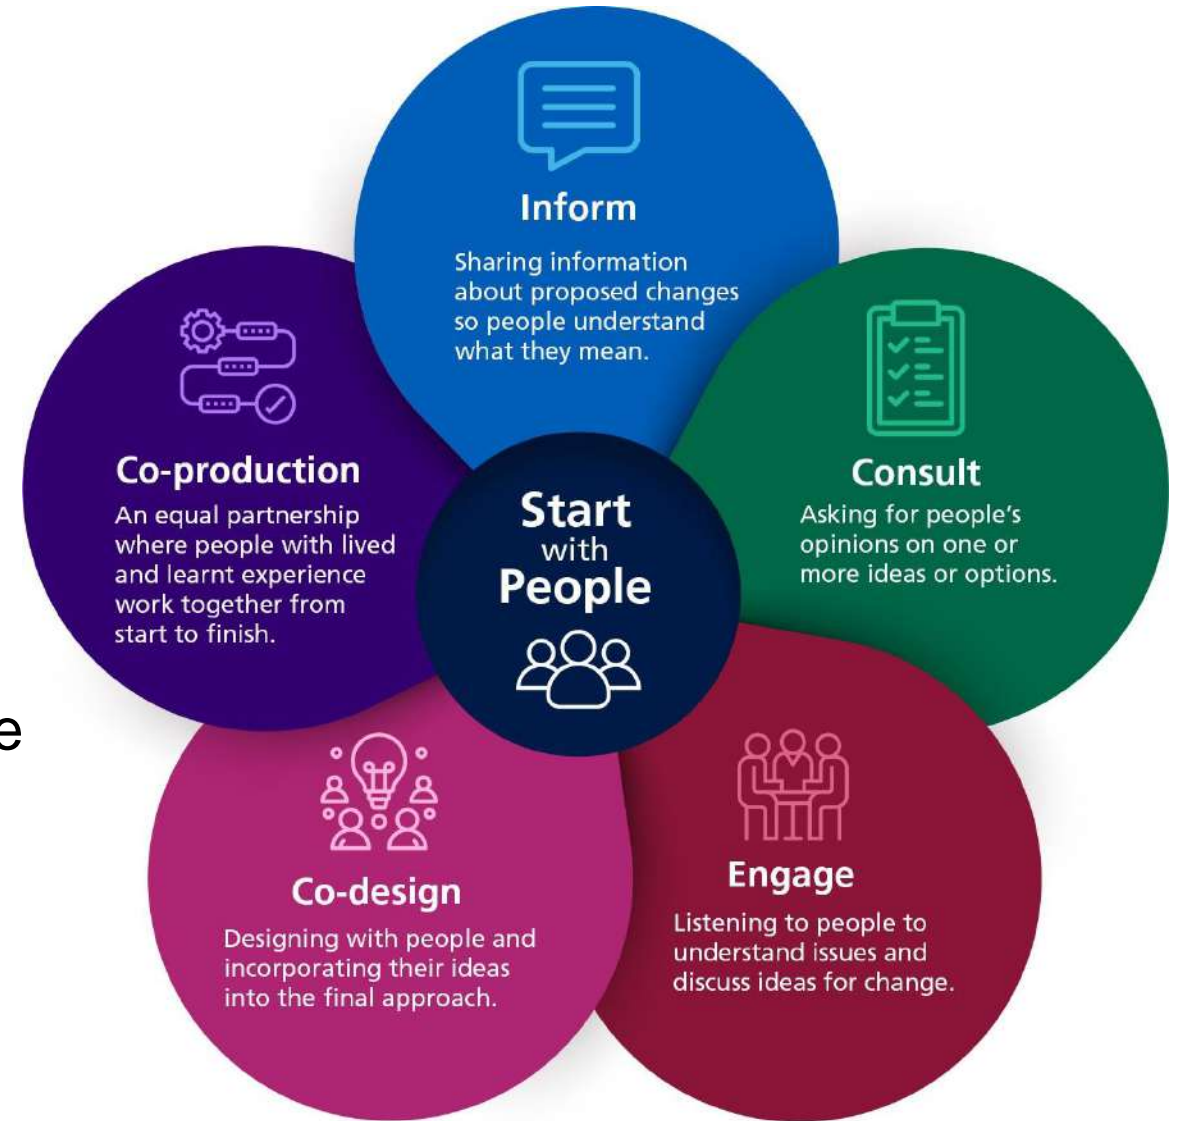 Inform
Sharing information
about proposed changes
so people understand
what they mean.
Consult
Asking for people's
opinions on one or
more ideas or options.
Engage
Listening to people to
understand issues and
discuss ideas for change.
Co-design
Designing with people and
incorporating their ideas
into the final approach.
Co-production
An equal partnership
where people with lived
and learnt experience
work together from
start to finish.
Start
with
People
e